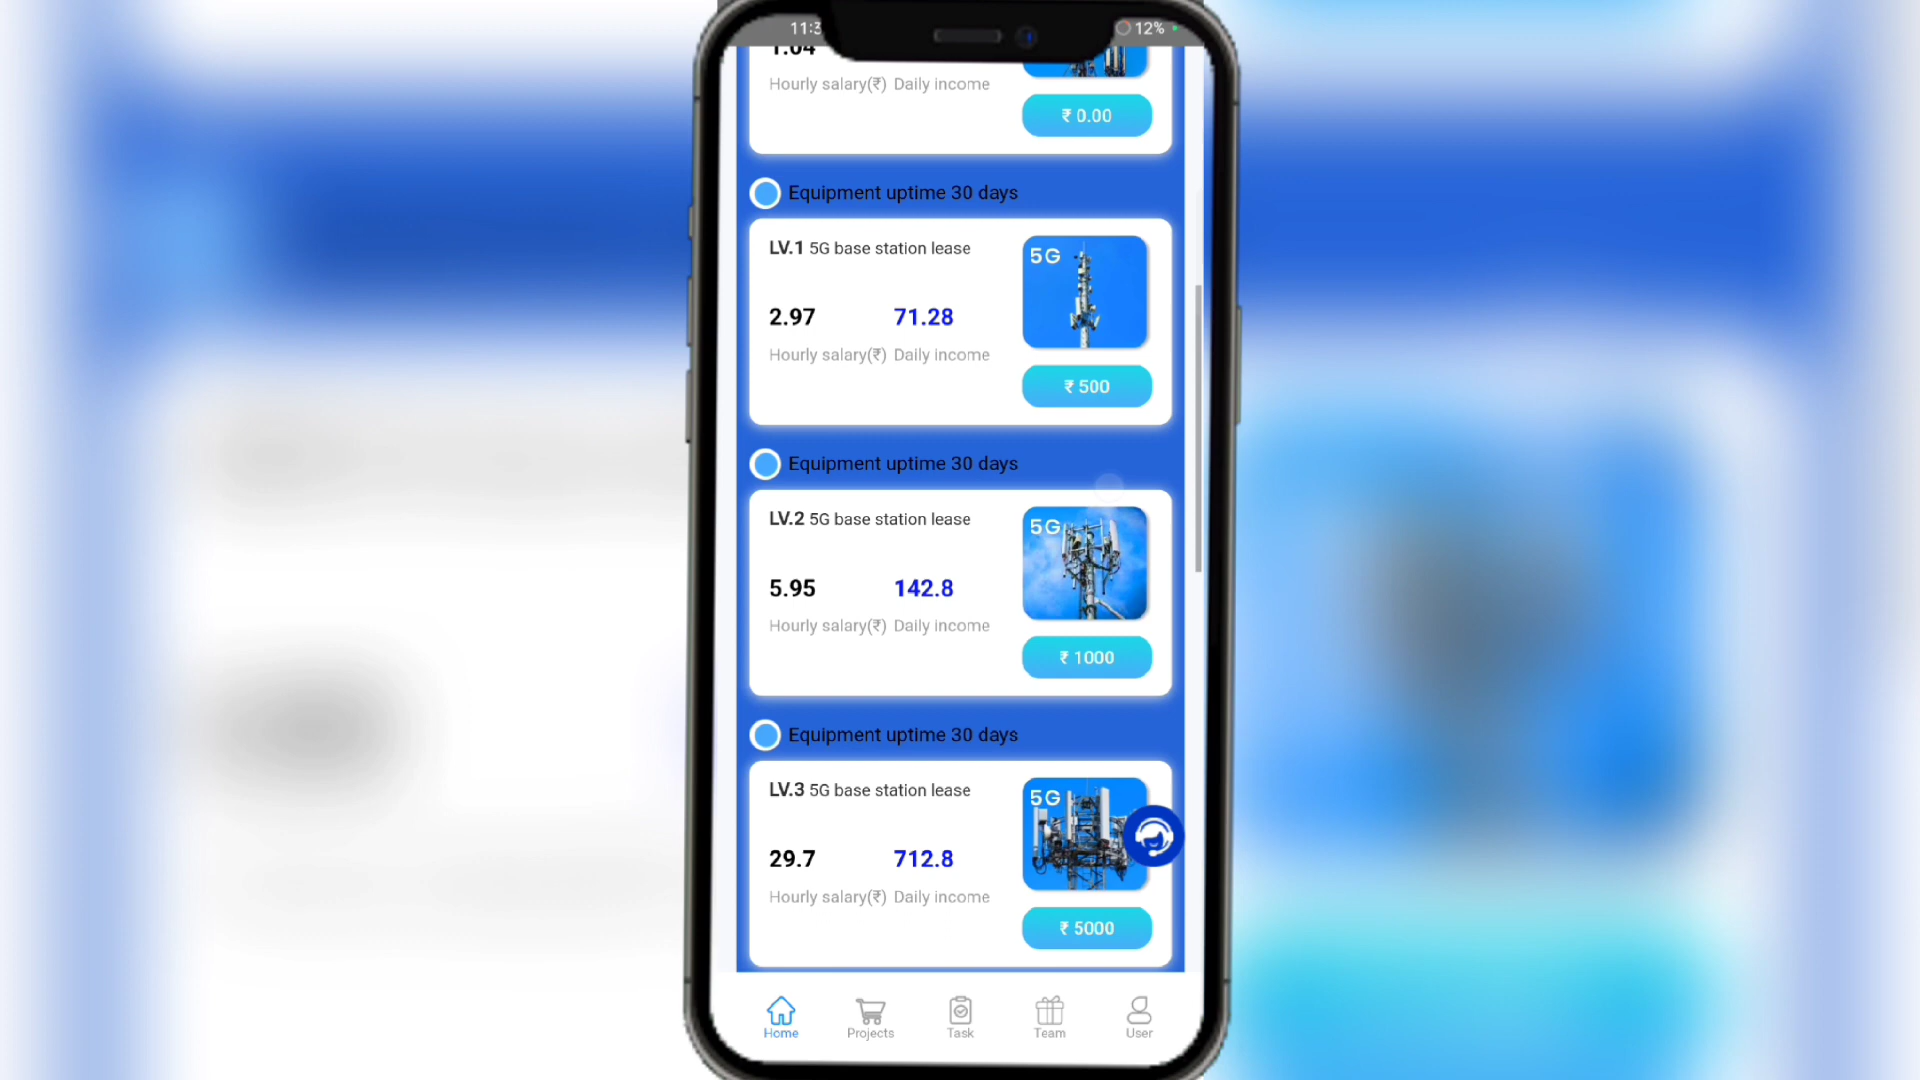 12%
1.04
Hourly salary(₹) Daily income
₹ 0.00
Equipment uptime 30 days
LV.1 5G base station lease
5G
2.97 71.28
Hourly salary(₹) Daily income
₹ 500
Equipment uptime 30 days
LV.2 5G base station lease
5G
5.95 142.8
Hourly salary(₹) Daily income
₹ 1000
Equipment uptime 30 days
LV.3 5G base station lease
5G
29.7 712.8
Hourly salary(₹) Daily income
₹ 5000
Home Projects Task Team User